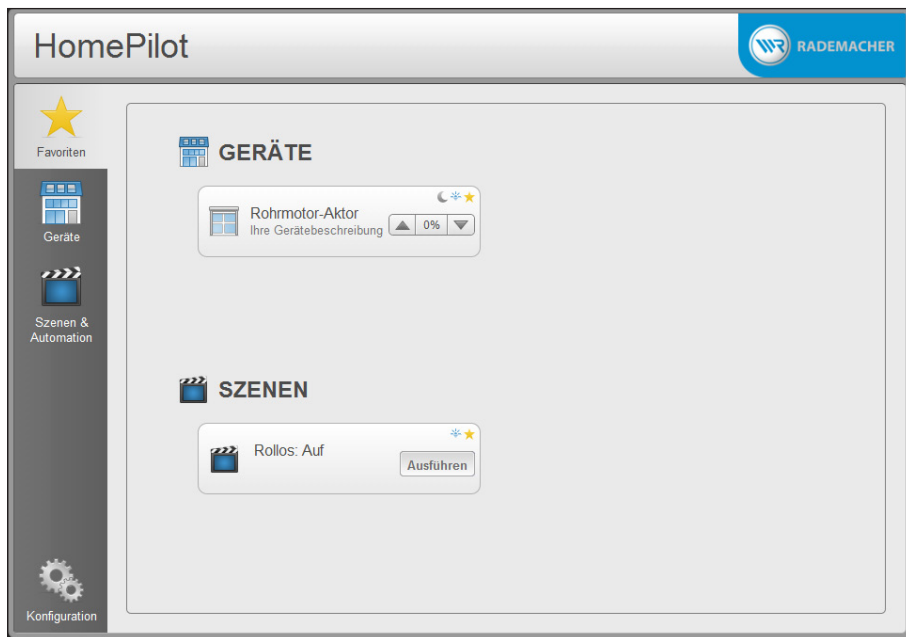 HomePilot
RADEMACHER
Favoriten
Geräte
Szenen &
Automation
Konfiguration
GERÄTE
Rohrmotor-Aktor
Ihre Gerätebeschreibung
0%
SZENEN
Rollos: Auf
Ausführen